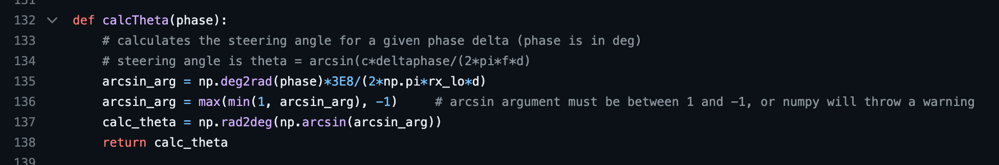 131
132 def calcTheta(phase):
133 # calculates the steering angle for a given phase delta (phase is in deg)
134 # steering angle is theta = arcsin(c*deltaphase/(2*pi*f*d)
135 arcsin_arg = np.deg2rad(phase)*3E8/(2*np.pi*rx_lo*d)
136 arcsin_arg = max(min(1, arcsin_arg), -1)     # arcsin argument must be between 1 and -1, or numpy will throw a warning
137 calc_theta = np.rad2deg(np.arcsin(arcsin_arg))
138 return calc_theta
139